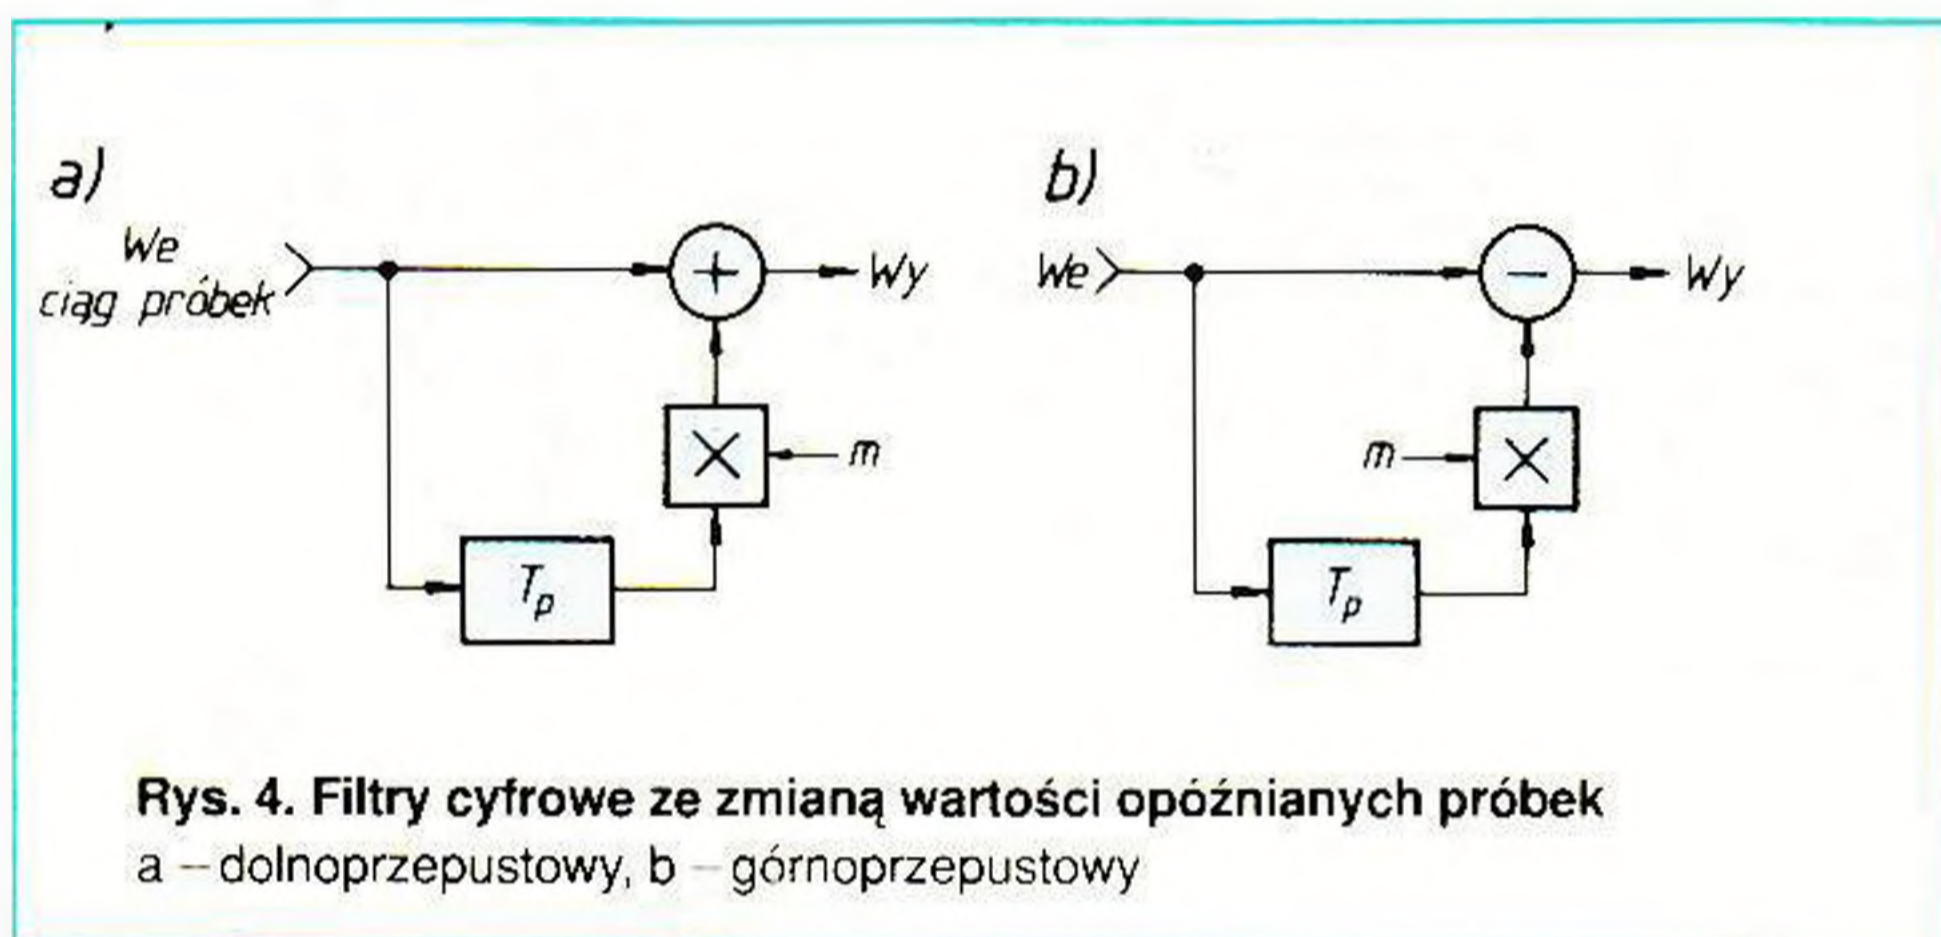 a)
We
ciąg próbek
+
Wy
×
m
Tp
b)
We
−
Wy
m
×
Tp
Rys. 4. Filtry cyfrowe ze zmianą wartości opóźnianych próbek
a – dolnoprzepustowy, b – górnoprzepustowy